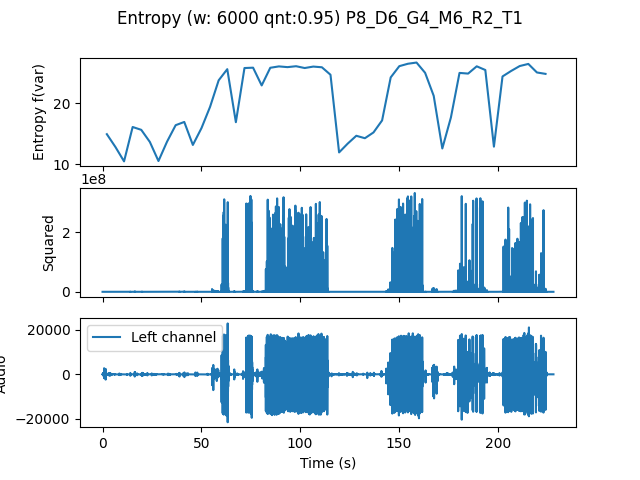 Entropy (w: 6000 qnt:0.95) P8_D6_G4_M6_R2_T1
Entropy f(var)
20
10
1e8
Squared
2
0
Audio
20000
0
−20000
Left channel
0 50 100 150 200
Time (s)